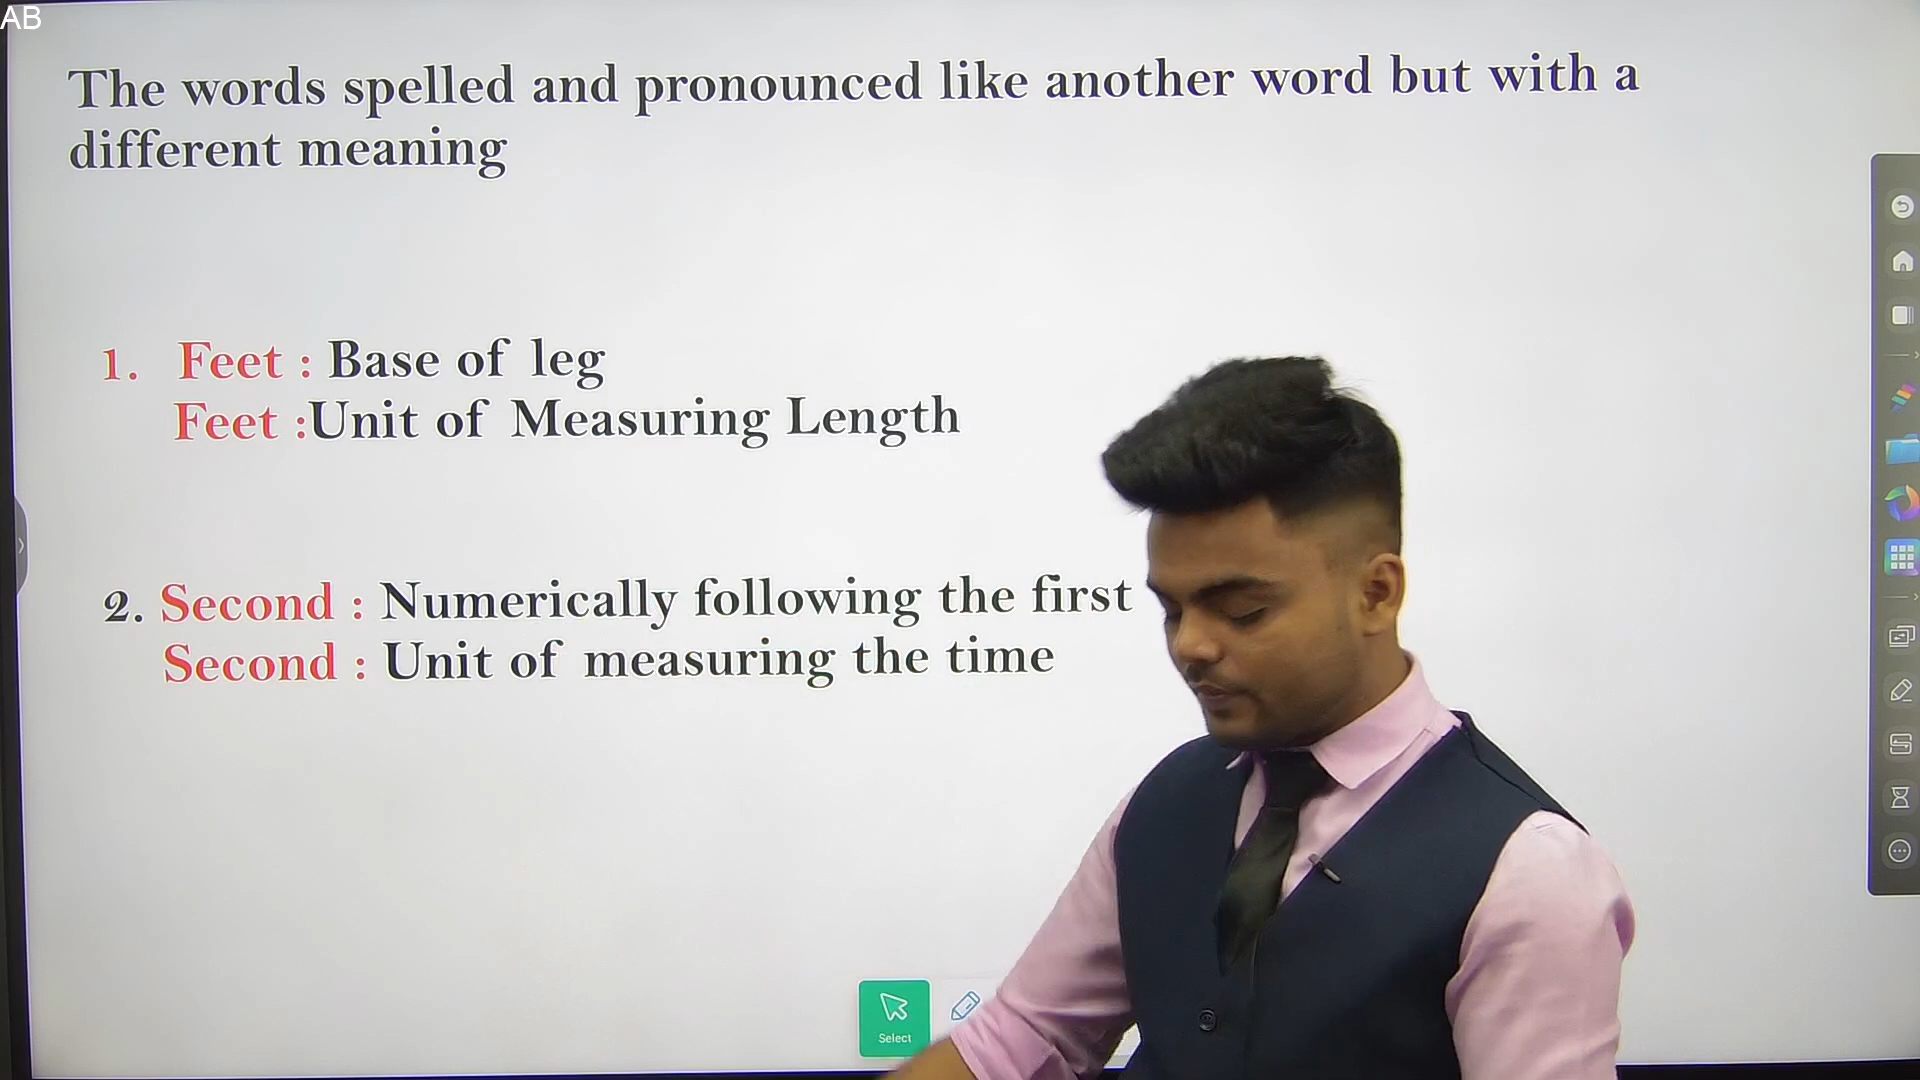 AB
The words spelled and pronounced like another word but with a
different meaning
1. Feet : Base of leg
Feet :Unit of Measuring Length
2. Second : Numerically following the first
Second : Unit of measuring the time
Select